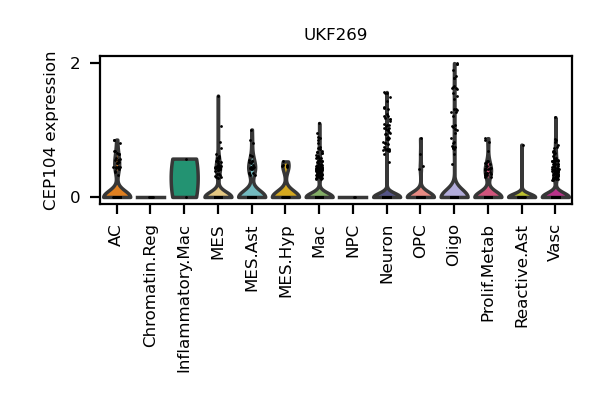 UKF269
CEP104 expression
2
0
AC
Chromatin.Reg
Inflammatory.Mac
MES
MES.Ast
MES.Hyp
Mac
NPC
Neuron
OPC
Oligo
Prolif.Metab
Reactive.Ast
Vasc